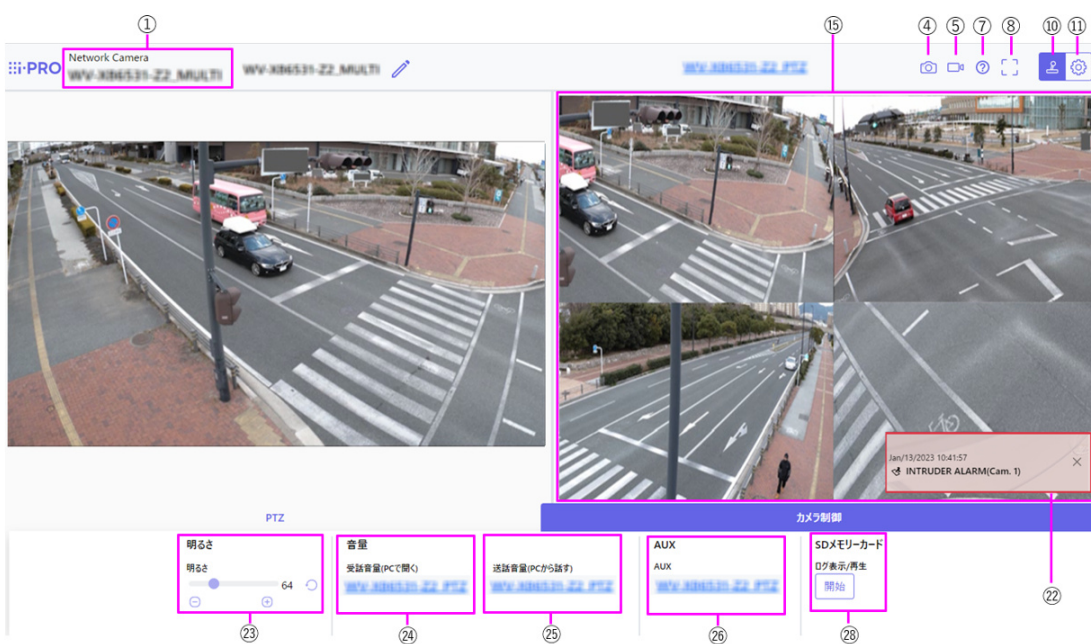 ① ⑮ ④ ⑤ ⑦ ⑧ ⑩ ⑪
i-PRO
Network Camera
WV-X86531-Z2_MULTI
WV-X86531-Z2_MULTI
WV-X86531-Z2_PTZ
Jan/13/2023 10:41:57
INTRUDER ALARM(Cam. 1)
PTZ
カメラ制御
明るさ
明るさ
64
音量
受話音量(PCで聞く)
WV-X86531-Z2_PTZ
送話音量(PCから話す)
WV-X86531-Z2_PTZ
AUX
AUX
WV-X86531-Z2_PTZ
SDメモリーカード
ログ表示/再生
開始
㉒
㉓ ㉔ ㉕ ㉖ ㉘